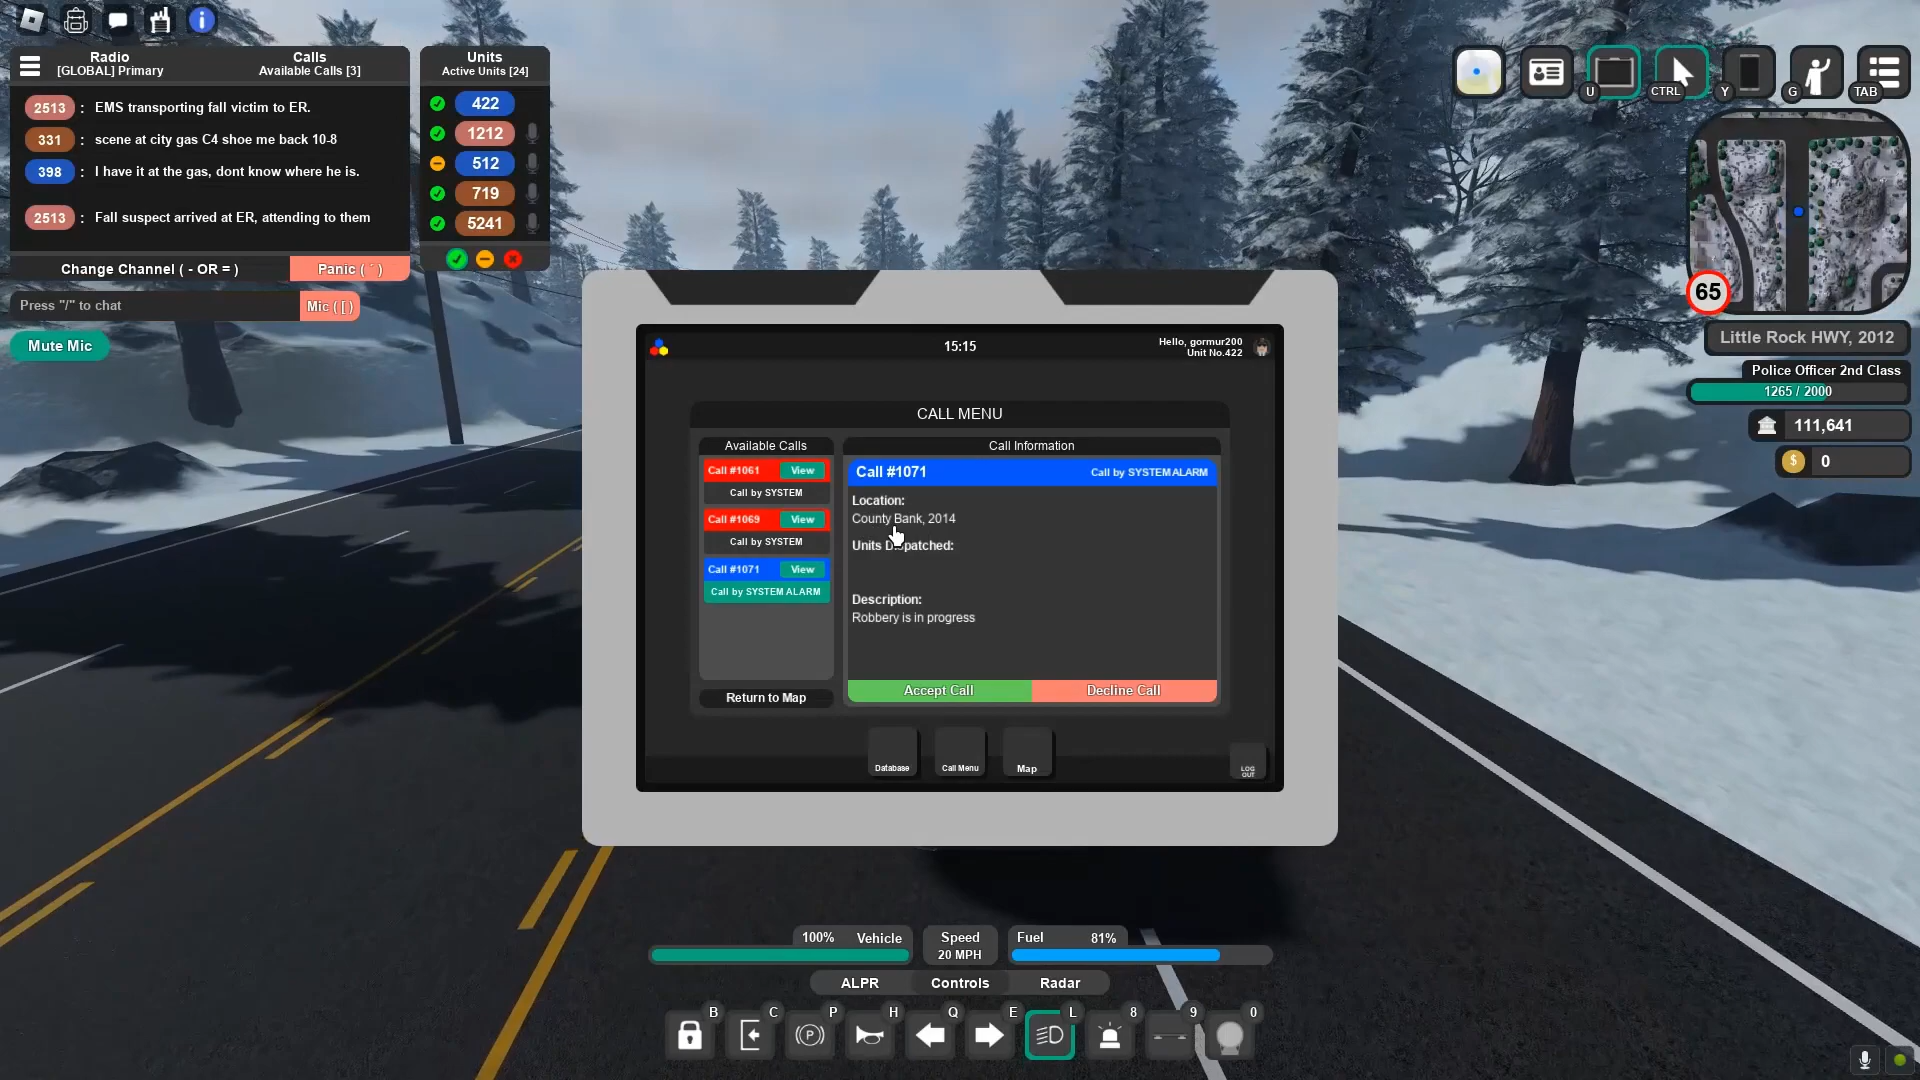 Radio
[GLOBAL] Primary
Calls
Available Calls [3]
2513 : EMS transporting fall victim to ER.
331 : scene at city gas C4 shoe me back 10-8
398 : I have it at the gas, dont know where he is.
2513 : Fall suspect arrived at ER, attending to them
Change Channel ( - OR = )
Panic ( ` )
Press "/" to chat
Mic ( [ )
Mute Mic
Units
Active Units [24]
422
1212
512
719
5241
U
CTRL
Y
G
TAB
65
Little Rock HWY, 2012
Police Officer 2nd Class
1265 / 2000
111,641
$ 0
15:15
Hello, gormur200
Unit No.422
CALL MENU
Available Calls
Call #1061 View
Call by SYSTEM
Call #1069 View
Call by SYSTEM
Call #1071 View
Call by SYSTEM ALARM
Return to Map
Call Information
Call #1071
Call by SYSTEM ALARM
Location:
County Bank, 2014
Units Dispatched:
Description:
Robbery is in progress
Accept Call
Decline Call
Database
Call Menu
Map
LOG
OUT
100% Vehicle
Speed
20 MPH
Fuel 81%
ALPR
Controls
Radar
B
C
P
H
Q
E
L
8
9
0